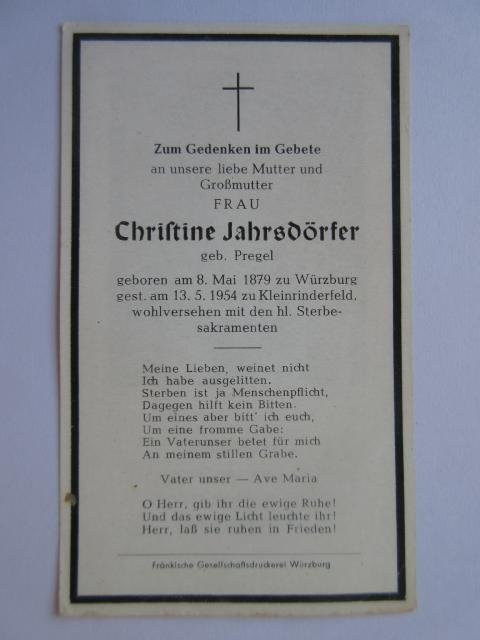 Zum Gedenken im Gebete
an unsere liebe Mutter und
Großmutter
FRAU
Chriſtine Jahrsdörfer
geb. Pregel
geboren am 8. Mai 1879 zu Würzburg
gest. am 13. 5. 1954 zu Kleinrinderfeld,
wohlversehen mit den hl. Sterbe-
sakramenten
Meine Lieben, weinet nicht
Ich habe ausgelitten.
Sterben ist ja Menschenpflicht,
Dagegen hilft kein Bitten.
Um eines aber bitt' ich euch,
Um eine fromme Gabe:
Ein Vaterunser betet für mich
An meinem stillen Grabe.
Vater unser — Ave Maria
O Herr, gib ihr die ewige Ruhe!
Und das ewige Licht leuchte ihr!
Herr, laß sie ruhen in Frieden!
Fränkische Gesellschaftsdruckerei Würzburg